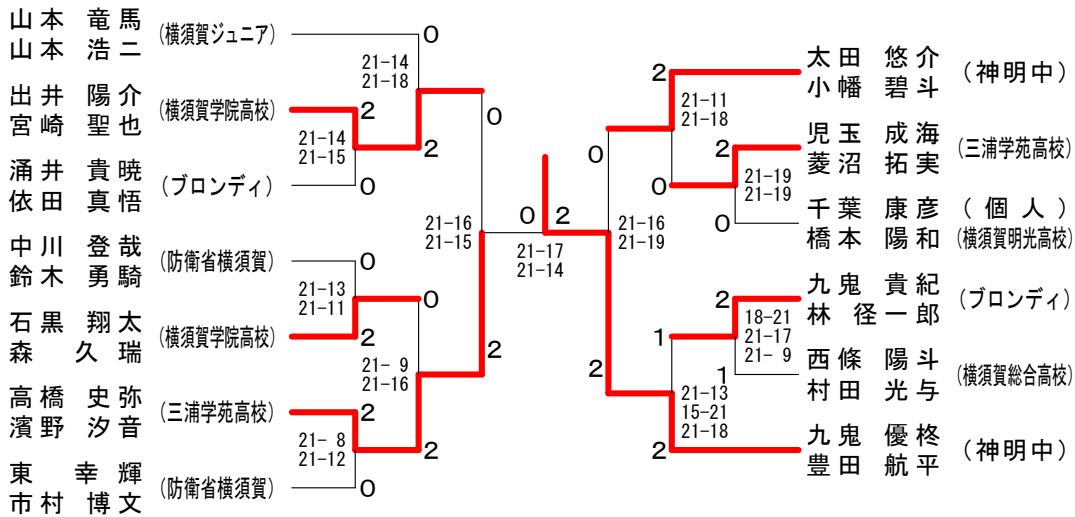 山本 竜馬
山本 浩二
(横須賀ジュニア)
0
21-14
21-18
出井 陽介
宮崎 聖也
(横須賀学院高校)
2
21-14
21-15
2
涌井 貴暁
依田 真悟
(ブロンディ)
0
0
21-16
21-15
中川 登哉
鈴木 勇騎
(防衛省横須賀)
0
21-13
21-11
0
石黒 翔太
森 久瑞
(横須賀学院高校)
2
21- 9
21-16
2
高橋 史弥
濱野 汐音
(三浦学苑高校)
2
21- 8
21-12
2
東 幸輝
市村 博文
(防衛省横須賀)
0
0
2
21-17
21-14
太田 悠介
小幡 碧斗
(神明中)
2
21-11
21-18
0
児玉 成海
菱沼 拓実
(三浦学苑高校)
2
21-19
21-19
0
千葉 康彦
(個人)
橋本 陽和
(横須賀明光高校)
0
21-16
21-19
九鬼 貴紀
林 径一郎
(ブロンディ)
2
18-21
21-17
21- 9
1
西條 陽斗
村田 光与
(横須賀総合高校)
1
2
21-13
15-21
21-18
九鬼 優柊
豊田 航平
(神明中)
2